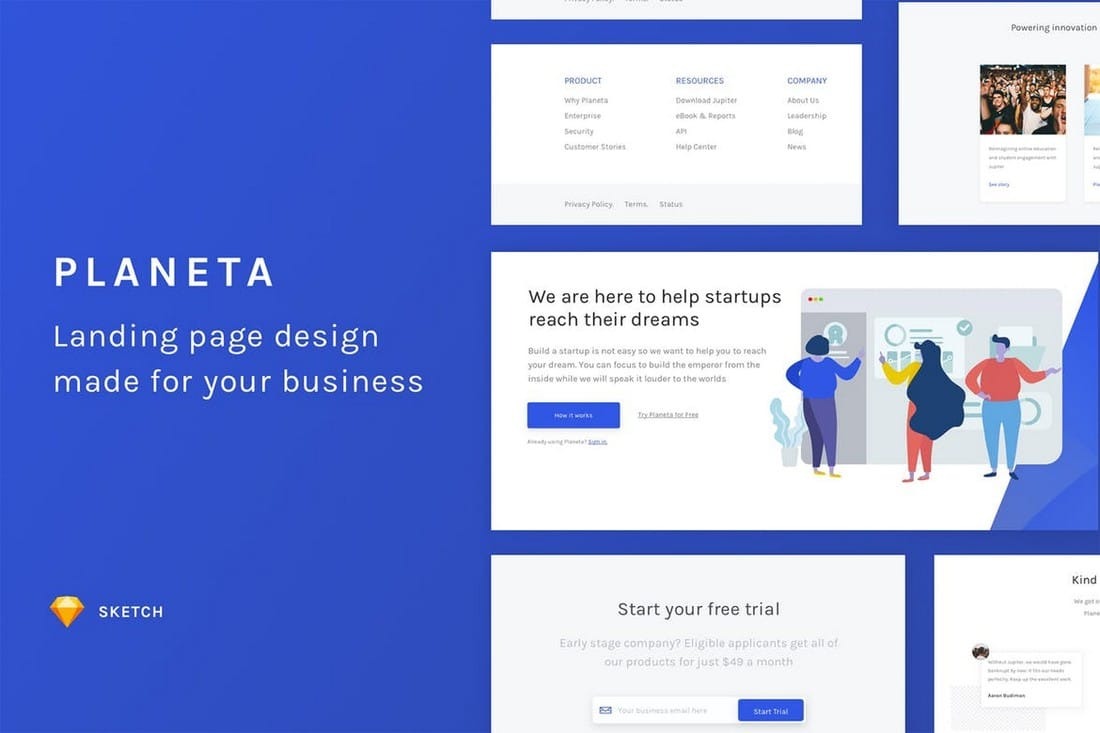 PLANETA
Landing page design
made for your business
SKETCH
Privacy Policy. Terms. Status
PRODUCT
Why Planeta
Enterprise
Security
Customer Stories
RESOURCES
Download Jupiter
eBook & Reports
API
Help Center
COMPANY
About Us
Leadership
Blog
News
Privacy Policy. Terms. Status
Powering innovation
Reimagining online education
and student engagement with
Jupiter
See story
We are here to help startups
reach their dreams
Build a startup is not easy so we want to help you to reach
your dream. You can focus to build the emperor from the
inside while we will speak it louder to the worlds
How it works
Try Planeta for Free
Already using Planeta? Sign in.
Start your free trial
Early stage company? Eligible applicants get all of
our products for just $49 a month
Your business email here
Start Trial
Kind
We got
Plane
Without Jupiter, we would have gone
bankrupt by now. It fits our needs
perfectly. Keep up the excellent work.
Aaron Budiman